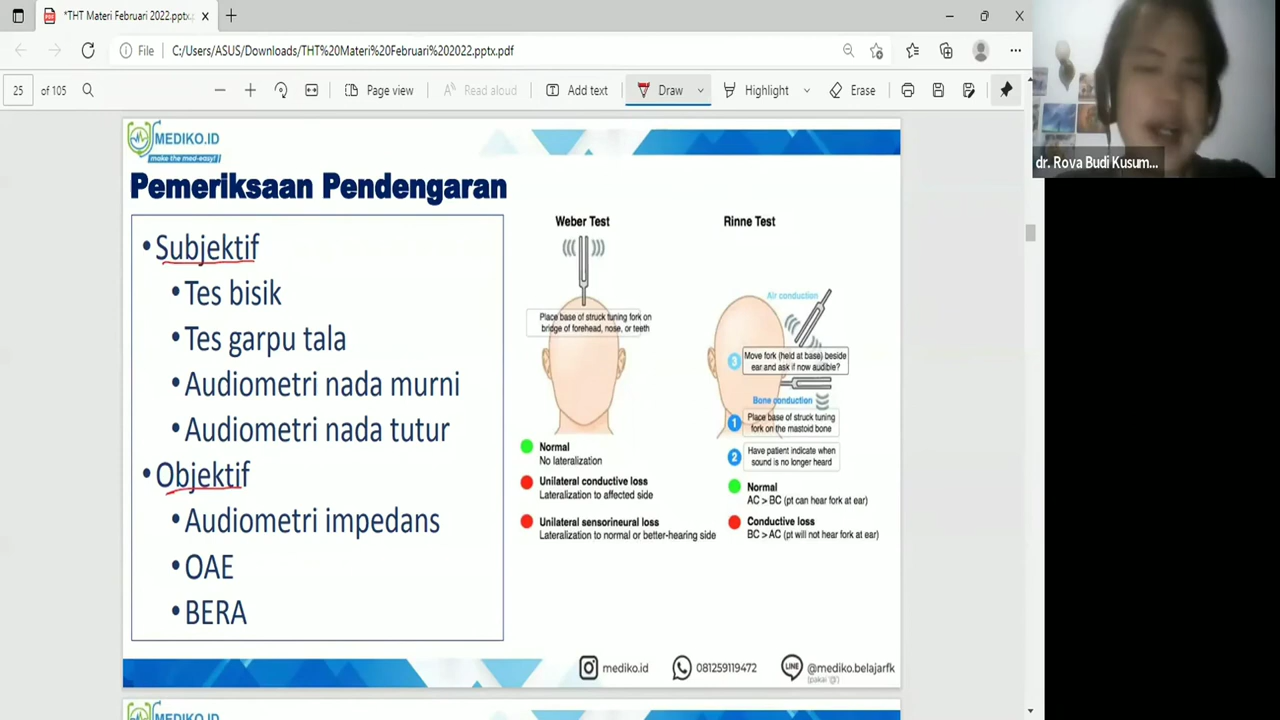 *THT Materi Februari 2022.pptx.
File
C:/Users/ASUS/Downloads/THT%20Materi%20Februari%202022.pptx.pdf
25 of 105
Page view
Read aloud
Add text
Draw
Highlight
Erase
dr. Rova Budi Kusum...
MEDIKO.ID
make the med-easy!
Pemeriksaan Pendengaran
•Subjektif
•Tes bisik
•Tes garpu tala
•Audiometri nada murni
•Audiometri nada tutur
•Objektif
•Audiometri impedans
•OAE
•BERA
Weber Test
Place base of struck tuning fork on
bridge of forehead, nose, or teeth
Normal
No lateralization
Unilateral conductive loss
Lateralization to affected side
Unilateral sensorineural loss
Lateralization to normal or better-hearing side
Rinne Test
Air conduction
3 Move fork (held at base) beside
ear and ask if now audible?
Bone conduction
1 Place base of struck tuning
fork on the mastoid bone
2 Have patient indicate when
sound is no longer heard
Normal
AC > BC (pt can hear fork at ear)
Conductive loss
BC > AC (pt will not hear fork at ear)
mediko.id
081259119472
LINE
@mediko.belajarfk
(pakai '@')
MEDIKO.ID